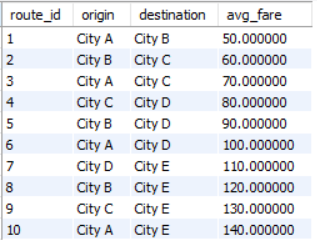 route_id origin destination avg_fare
1 City A City B 50.000000
2 City B City C 60.000000
3 City A City C 70.000000
4 City C City D 80.000000
5 City B City D 90.000000
6 City A City D 100.000000
7 City D City E 110.000000
8 City B City E 120.000000
9 City C City E 130.000000
10 City A City E 140.000000